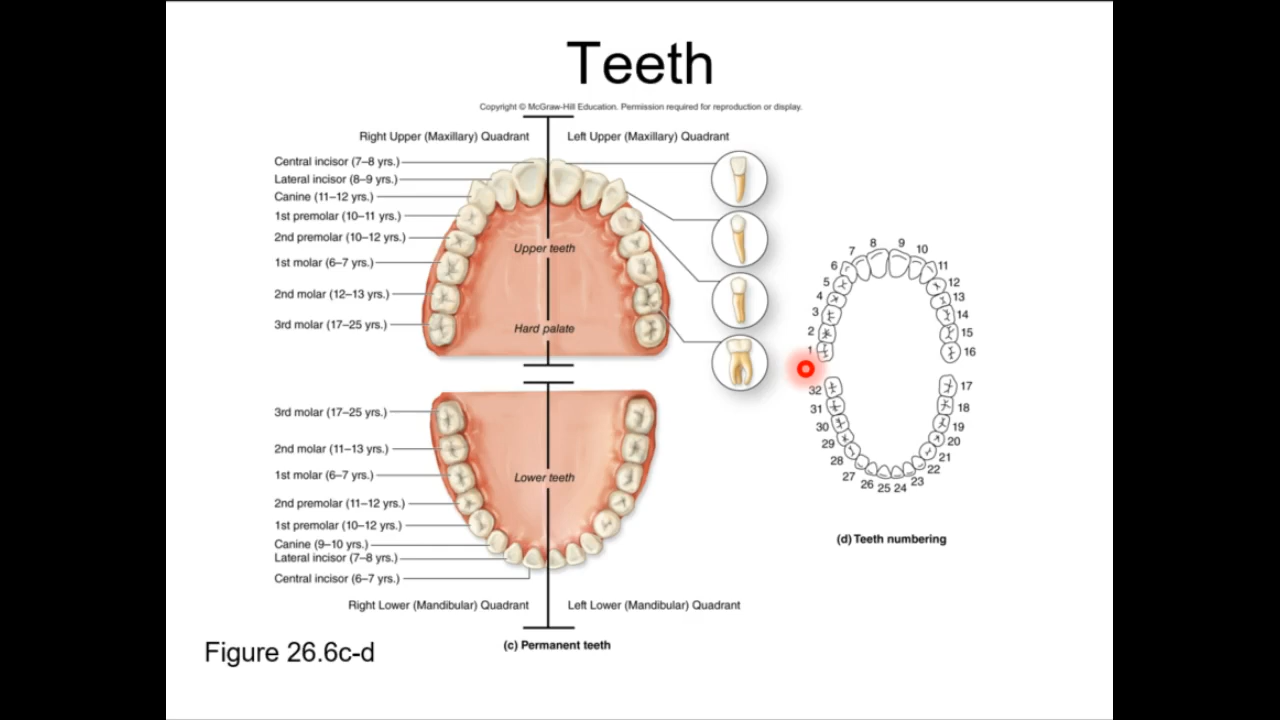 Teeth
Copyright © McGraw-Hill Education. Permission required for reproduction or display.
Right Upper (Maxillary) Quadrant
Left Upper (Maxillary) Quadrant
Central incisor (7–8 yrs.)
Lateral incisor (8–9 yrs.)
Canine (11–12 yrs.)
1st premolar (10–11 yrs.)
2nd premolar (10–12 yrs.)
1st molar (6–7 yrs.)
2nd molar (12–13 yrs.)
3rd molar (17–25 yrs.)
Upper teeth
Hard palate
3rd molar (17–25 yrs.)
2nd molar (11–13 yrs.)
1st molar (6–7 yrs.)
2nd premolar (11–12 yrs.)
1st premolar (10–12 yrs.)
Canine (9–10 yrs.)
Lateral incisor (7–8 yrs.)
Central incisor (6–7 yrs.)
Lower teeth
Right Lower (Mandibular) Quadrant
Left Lower (Mandibular) Quadrant
(c) Permanent teeth
1
2
3
4
5
6
7
8
9
10
11
12
13
14
15
16
17
18
19
20
21
22
23
24
25
26
27
28
29
30
31
32
(d) Teeth numbering
Figure 26.6c-d